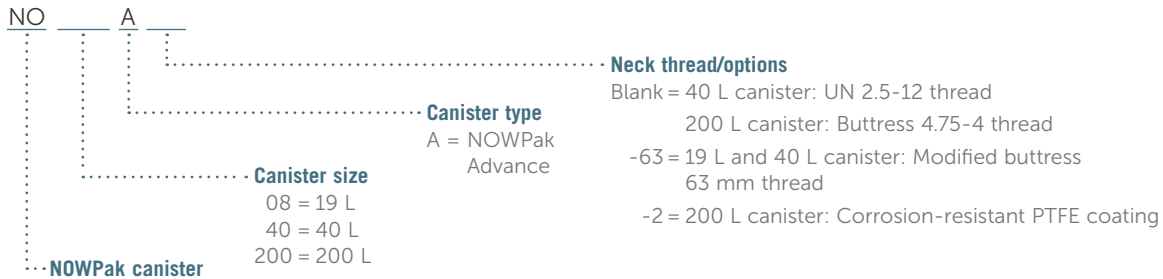 NO A
Neck thread/options
Blank = 40 L canister: UN 2.5-12 thread
200 L canister: Buttress 4.75-4 thread
-63 = 19 L and 40 L canister: Modified buttress
63 mm thread
-2 = 200 L canister: Corrosion-resistant PTFE coating
Canister type
A = NOWPak
Advance
Canister size
08 = 19 L
40 = 40 L
200 = 200 L
NOWPak canister